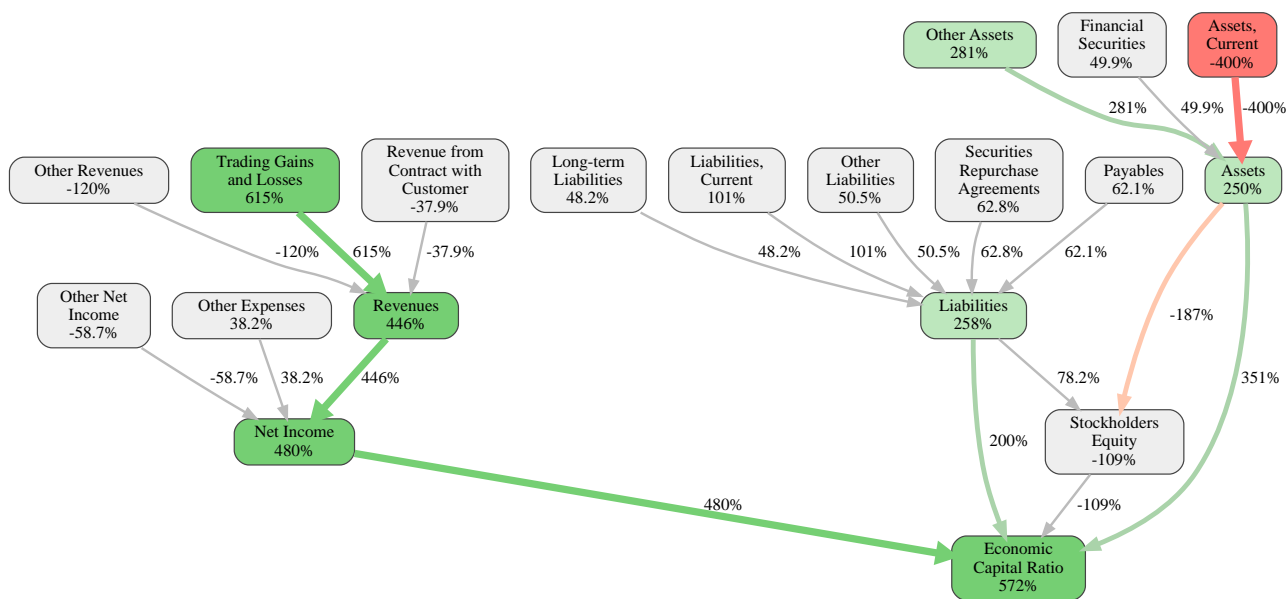 Other Assets
281%
Financial
Securities
49.9%
Assets,
Current
-400%
281%
49.9%
-400%
Other Revenues
-120%
Trading Gains
and Losses
615%
Revenue from
Contract with
Customer
-37.9%
Long-term
Liabilities
48.2%
Liabilities,
Current
101%
Other
Liabilities
50.5%
Securities
Repurchase
Agreements
62.8%
Payables
62.1%
Assets
250%
-120%
615%
-37.9%
48.2%
101%
50.5%
62.8%
62.1%
Other Net
Income
-58.7%
Other Expenses
38.2%
Revenues
446%
Liabilities
258%
-187%
-58.7%
38.2%
446%
78.2%
351%
Net Income
480%
200%
Stockholders
Equity
-109%
480%
-109%
Economic
Capital Ratio
572%